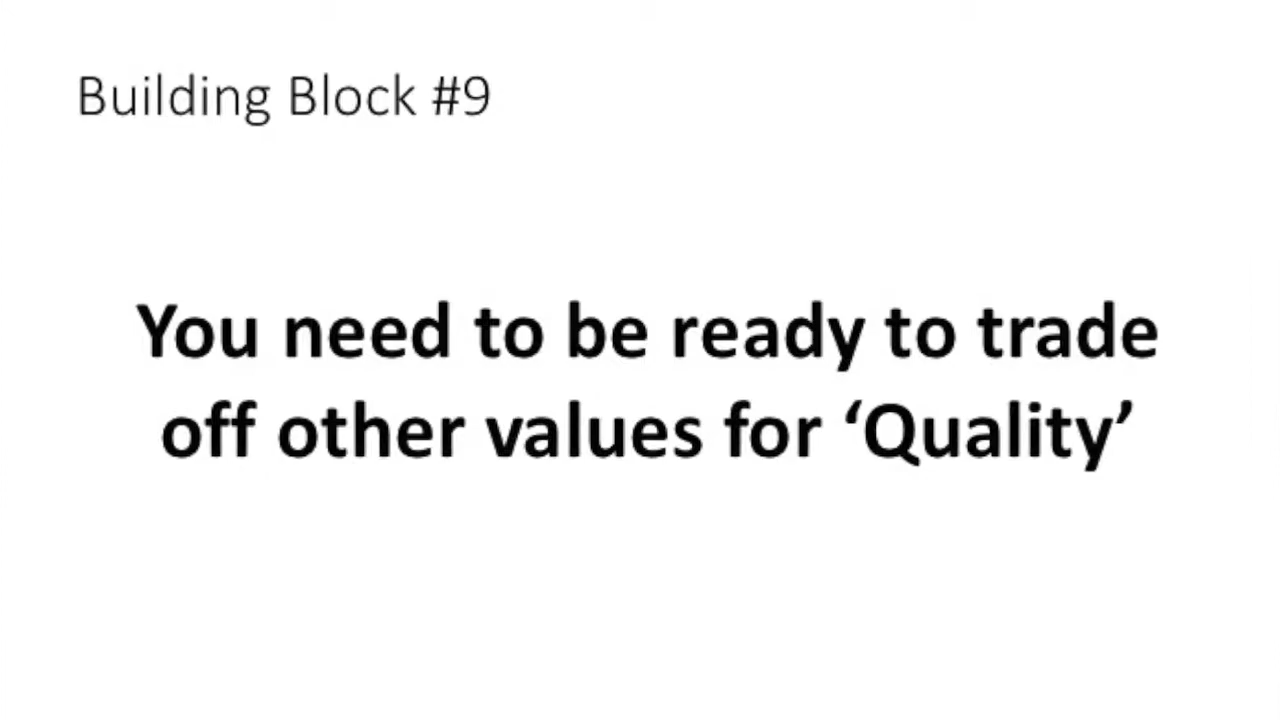 Building Block #9
You need to be ready to trade
off other values for ‘Quality’